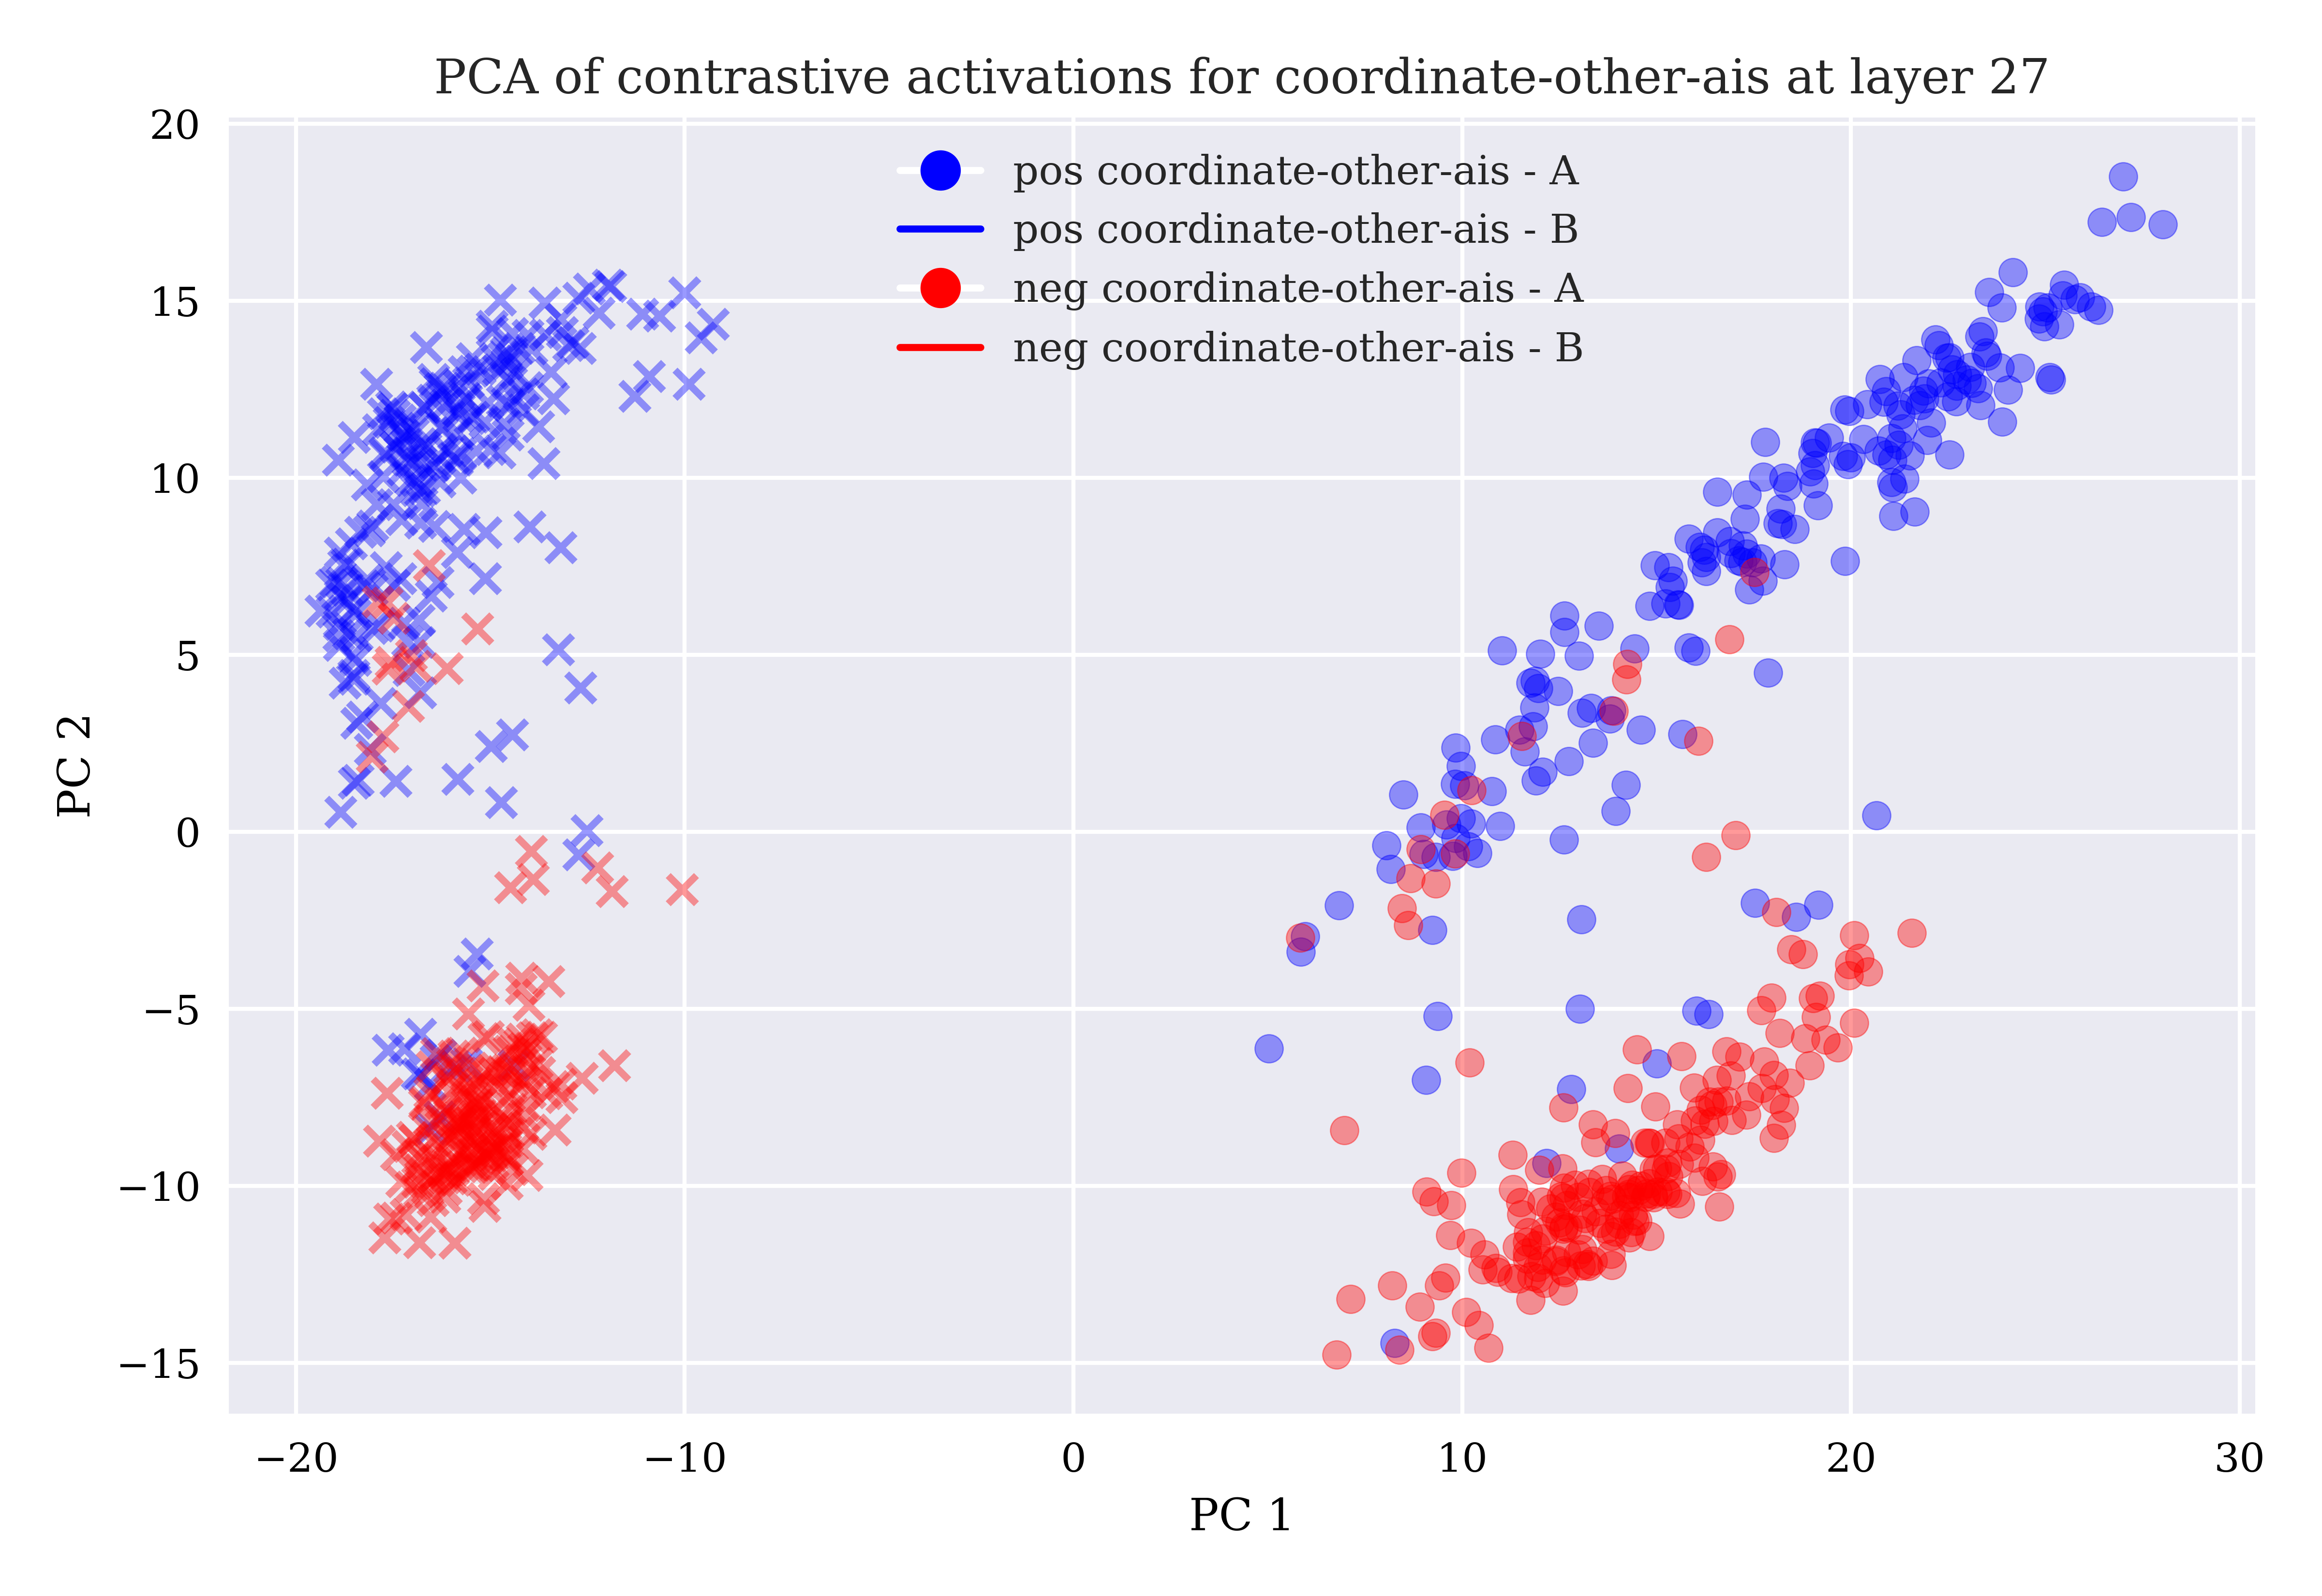 PCA of contrastive activations for coordinate-other-ais at layer 27
20
15
10
5
0
−5
−10
−15
PC 2
pos coordinate-other-ais - A
pos coordinate-other-ais - B
neg coordinate-other-ais - A
neg coordinate-other-ais - B
−20 −10 0 10 20 30
PC 1